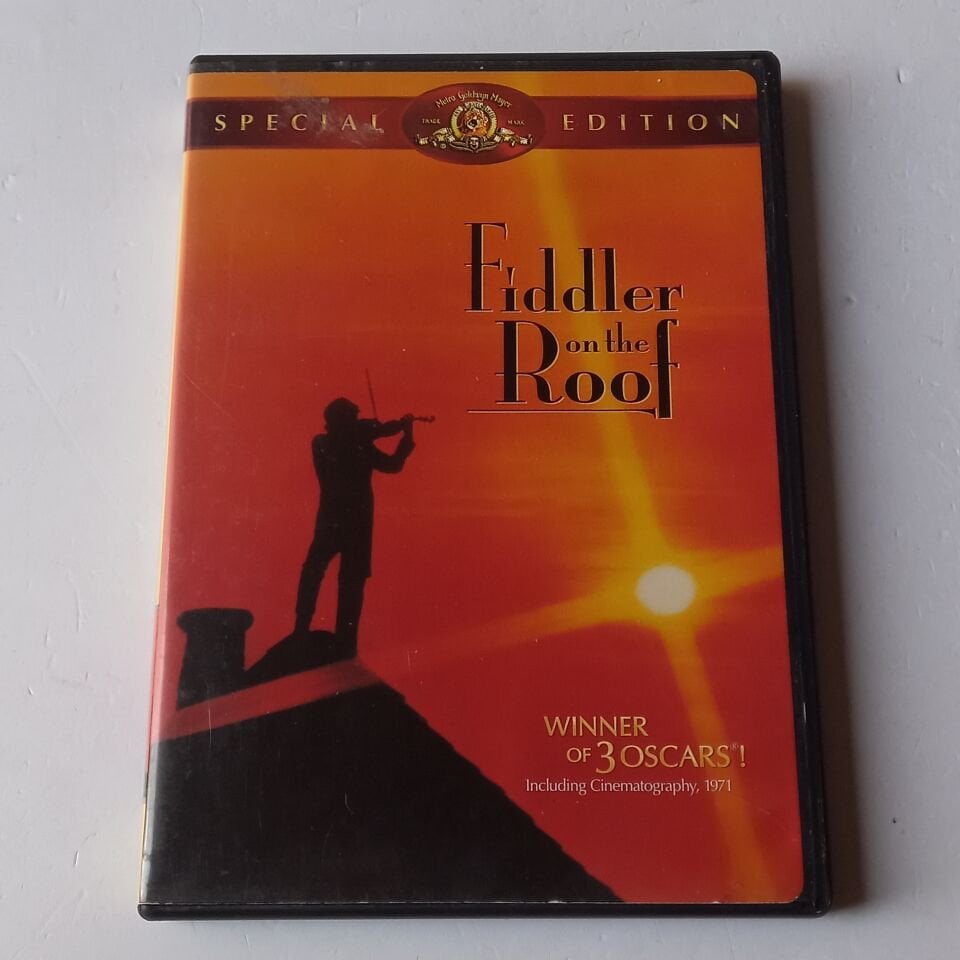 SPECIAL EDITION
Metro Goldwyn Mayer
TRADE MARK
Fiddler
on the
Roof
WINNER
OF 3 OSCARS®!
Including Cinematography, 1971